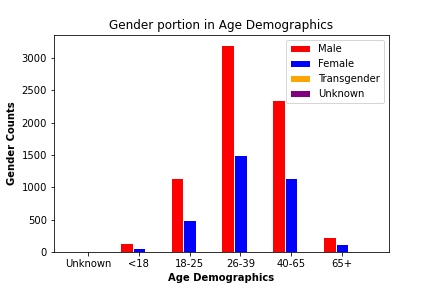 Gender portion in Age Demographics
Male
Female
Transgender
Unknown
Gender Counts
3000
2500
2000
1500
1000
500
0
Unknown <18 18-25 26-39 40-65 65+
Age Demographics